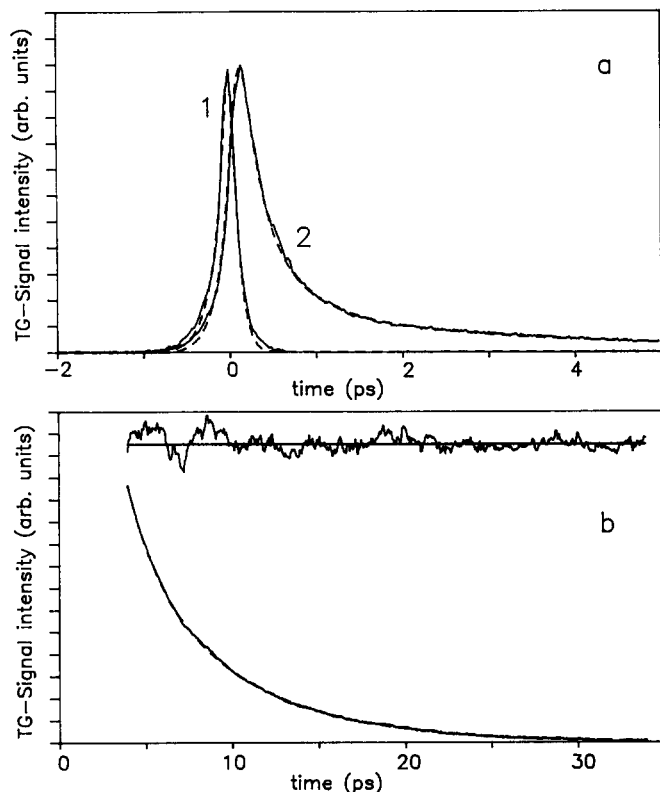 TG-Signal intensity (arb. units)
a
1
2
-2
0
2
4
time (ps)
TG-Signal intensity (arb. units)
b
0
10
20
30
time (ps)